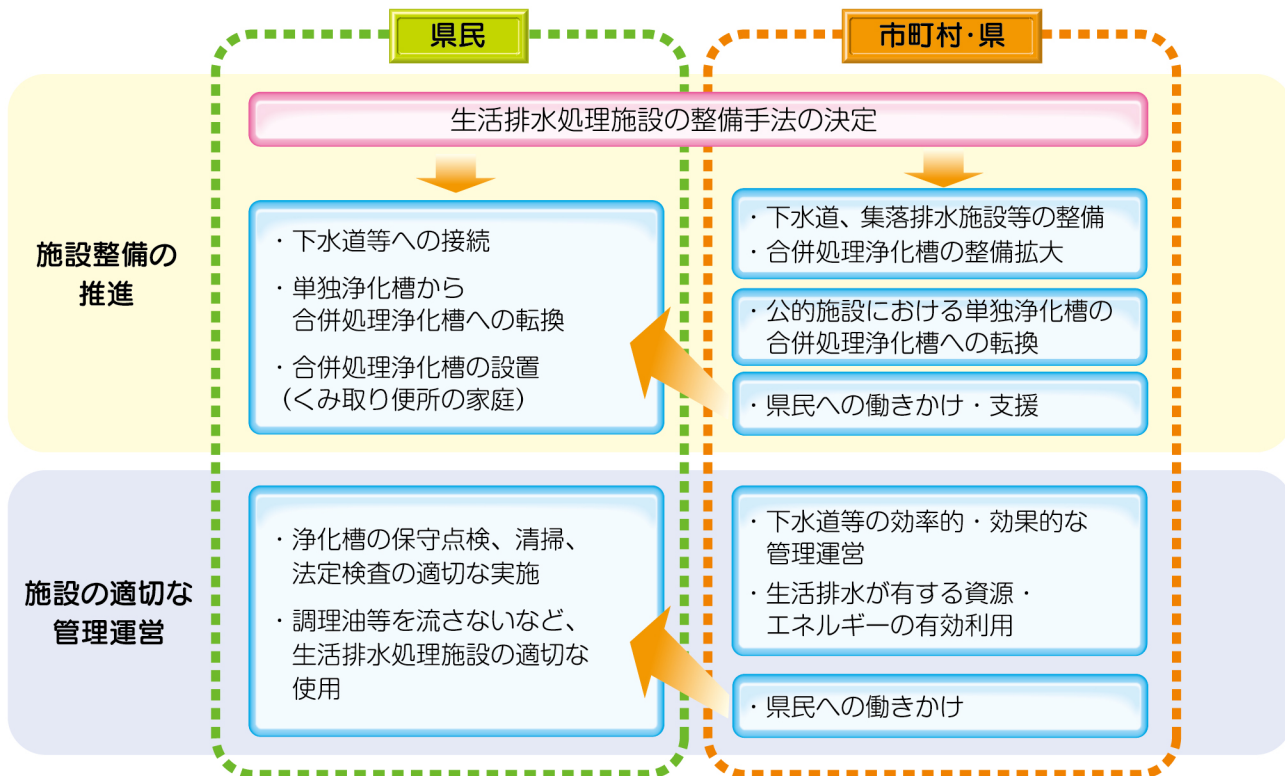 県民
市町村・県
生活排水処理施設の整備手法の決定
施設整備の
推進
・下水道等への接続
・単独浄化槽から
合併処理浄化槽への転換
・合併処理浄化槽の設置
（くみ取り便所の家庭）
・下水道、集落排水施設等の整備
・合併処理浄化槽の整備拡大
・公的施設における単独浄化槽の
合併処理浄化槽への転換
・県民への働きかけ・支援
施設の適切な
管理運営
・浄化槽の保守点検、清掃、
法定検査の適切な実施
・調理油等を流さないなど、
生活排水処理施設の適切な
使用
・下水道等の効率的・効果的な
管理運営
・生活排水が有する資源・
エネルギーの有効利用
・県民への働きかけ